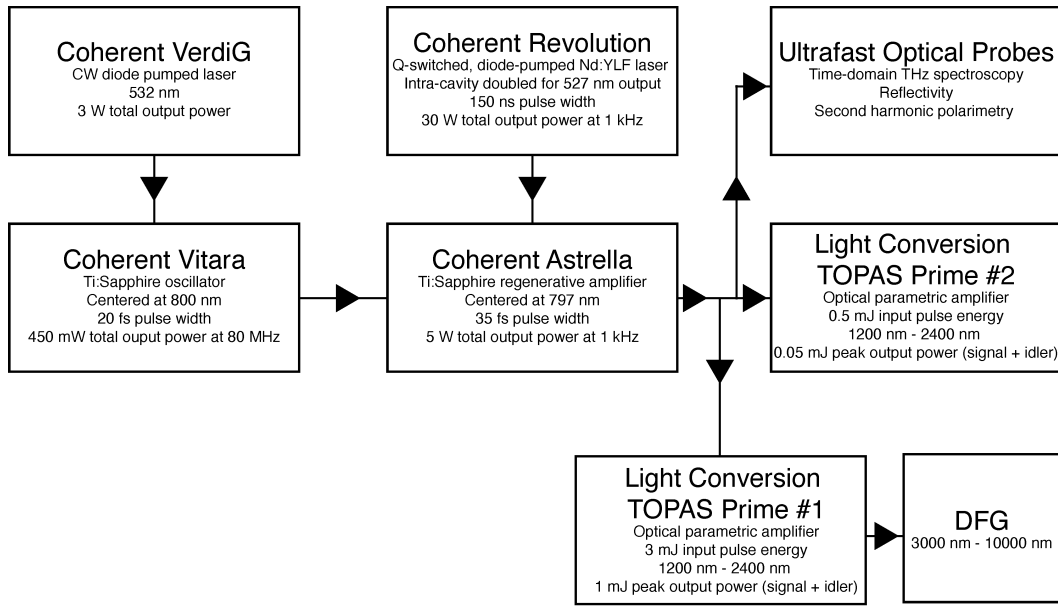 Coherent VerdiG
CW diode pumped laser
532 nm
3 W total output power
Coherent Revolution
Q-switched, diode-pumped Nd:YLF laser
Intra-cavity doubled for 527 nm output
150 ns pulse width
30 W total output power at 1 kHz
Ultrafast Optical Probes
Time-domain THz spectroscopy
Reflectivity
Second harmonic polarimetry
Coherent Vitara
Ti:Sapphire oscillator
Centered at 800 nm
20 fs pulse width
450 mW total ouput power at 80 MHz
Coherent Astrella
Ti:Sapphire regenerative amplifier
Centered at 797 nm
35 fs pulse width
5 W total output power at 1 kHz
Light Conversion
TOPAS Prime #2
Optical parametric amplifier
0.5 mJ input pulse energy
1200 nm - 2400 nm
0.05 mJ peak output power (signal + idler)
Light Conversion
TOPAS Prime #1
Optical parametric amplifier
3 mJ input pulse energy
1200 nm - 2400 nm
1 mJ peak output power (signal + idler)
DFG
3000 nm - 10000 nm